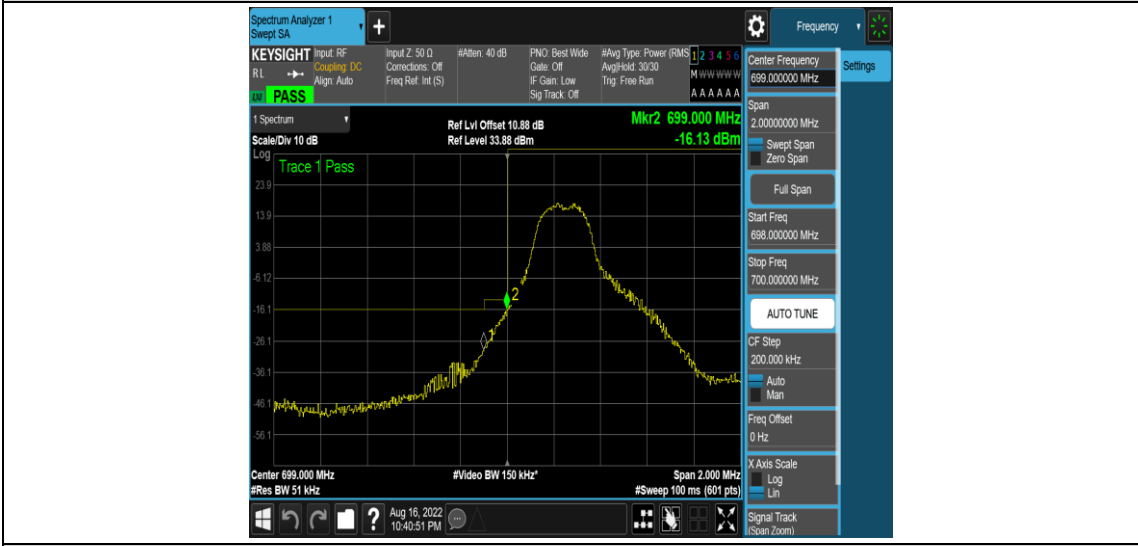 Spectrum Analyzer 1
Swept SA
+
Frequency
KEYSIGHT
RL
PASS
Input: RF
Coupling: DC
Align: Auto
Input Z: 50 Ω
Corrections: Off
Freq Ref: Int (S)
#Atten: 40 dB
PNO: Best Wide
Gate: Off
IF Gain: Low
Sig Track: Off
#Avg Type: Power (RMS
Avg|Hold: 30/30
Trig: Free Run
1 2 3 4 5 6
M W W W W W
A A A A A A
1 Spectrum
Scale/Div 10 dB
Ref Lvl Offset 10.88 dB
Ref Level 33.88 dBm
Mkr2 699.000 MHz
-16.13 dBm
Log
Trace 1 Pass
23.9
13.9
3.88
-6.12
-16.1
-26.1
-36.1
-46.1
-56.1
2
1
Center 699.000 MHz
#Video BW 150 kHz*
Span 2.000 MHz
#Res BW 51 kHz
#Sweep 100 ms (601 pts)
?
Aug 16, 2022
10:40:51 PM
Center Frequency
699.000000 MHz
Settings
Span
2.00000000 MHz
Swept Span
Zero Span
Full Span
Start Freq
698.000000 MHz
Stop Freq
700.000000 MHz
AUTO TUNE
CF Step
200.000 kHz
Auto
Man
Freq Offset
0 Hz
X Axis Scale
Log
Lin
Signal Track
(Span Zoom)